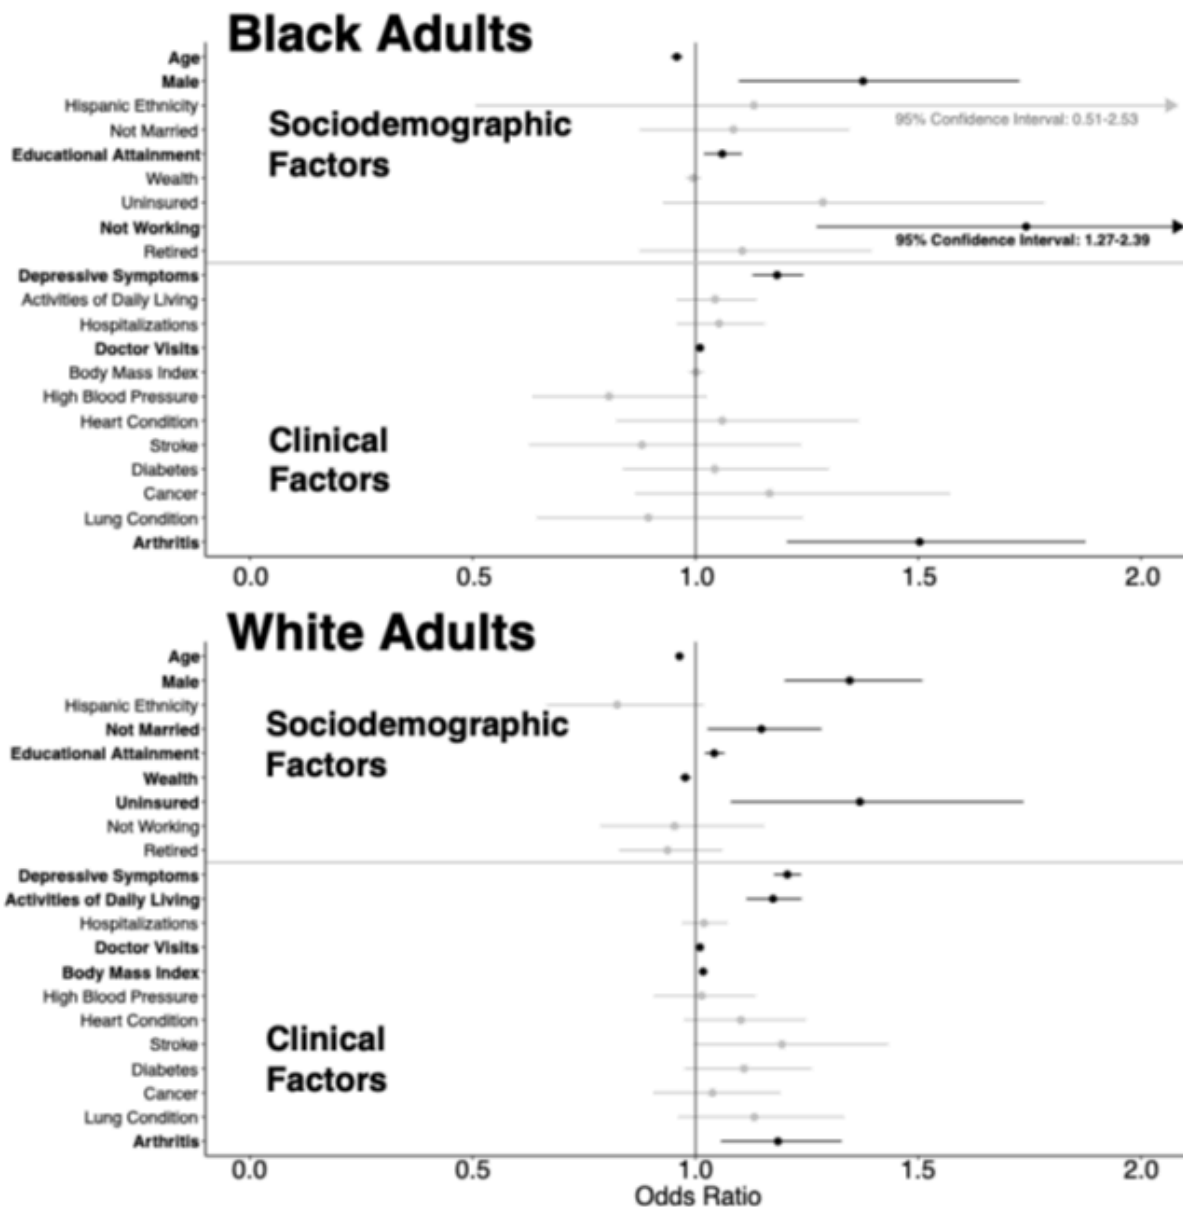 Black Adults
Age
Male
Hispanic Ethnicity
95% Confidence Interval: 0.51-2.53
Not Married
Educational Attainment
Wealth
Uninsured
Not Working
95% Confidence Interval: 1.27-2.39
Retired
Sociodemographic
Factors
Depressive Symptoms
Activities of Daily Living
Hospitalizations
Doctor Visits
Body Mass Index
High Blood Pressure
Heart Condition
Stroke
Diabetes
Cancer
Lung Condition
Arthritis
Clinical
Factors
0.0 0.5 1.0 1.5 2.0
White Adults
Age
Male
Hispanic Ethnicity
Not Married
Educational Attainment
Wealth
Uninsured
Not Working
Retired
Sociodemographic
Factors
Depressive Symptoms
Activities of Daily Living
Hospitalizations
Doctor Visits
Body Mass Index
High Blood Pressure
Heart Condition
Stroke
Diabetes
Cancer
Lung Condition
Arthritis
Clinical
Factors
0.0 0.5 1.0 1.5 2.0
Odds Ratio